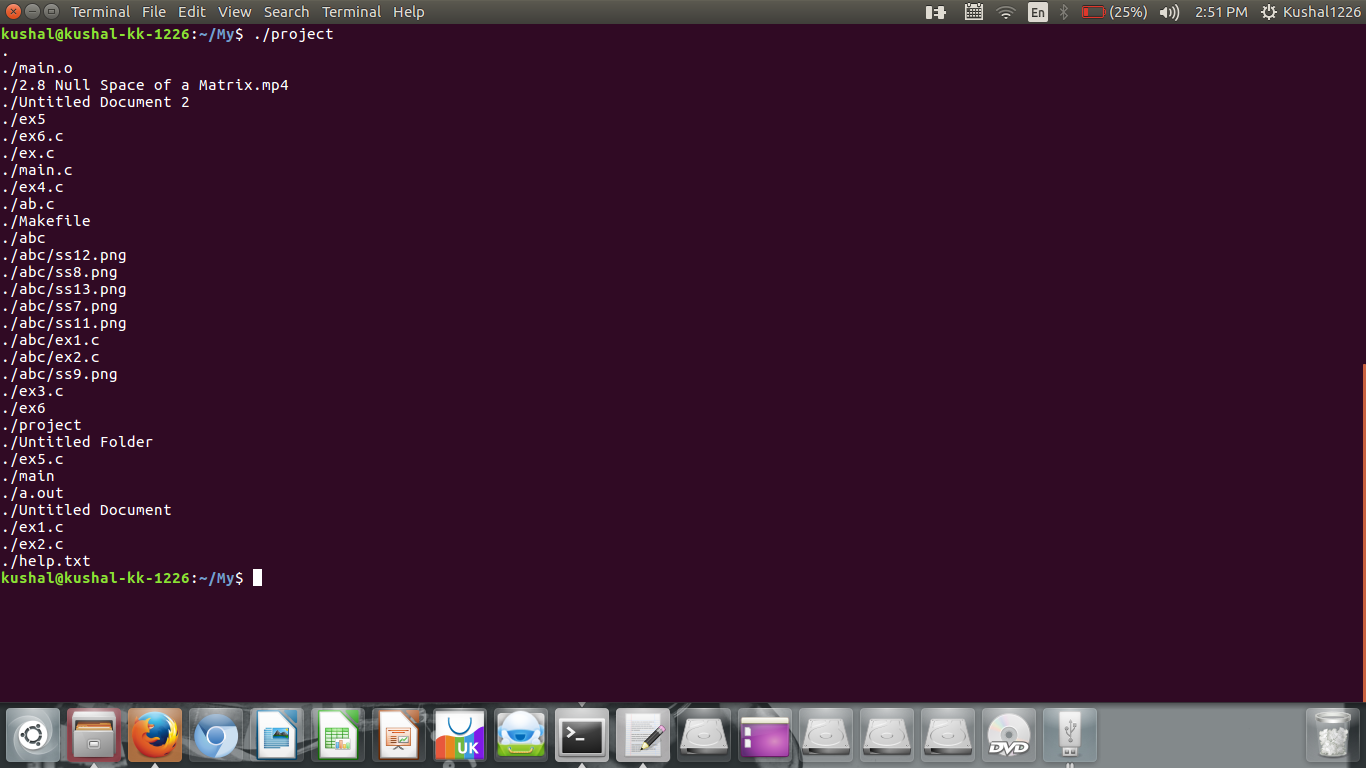 Terminal File Edit View Search Terminal Help En (25%) 2:51 PM Kushal1226
kushal@kushal-kk-1226:~/My$ ./project
.
./main.o
./2.8 Null Space of a Matrix.mp4
./Untitled Document 2
./ex5
./ex6.c
./ex.c
./main.c
./ex4.c
./ab.c
./Makefile
./abc
./abc/ss12.png
./abc/ss8.png
./abc/ss13.png
./abc/ss7.png
./abc/ss11.png
./abc/ex1.c
./abc/ex2.c
./abc/ss9.png
./ex3.c
./ex6
./project
./Untitled Folder
./ex5.c
./main
./a.out
./Untitled Document
./ex1.c
./ex2.c
./help.txt
kushal@kushal-kk-1226:~/My$
UK >_ DVD